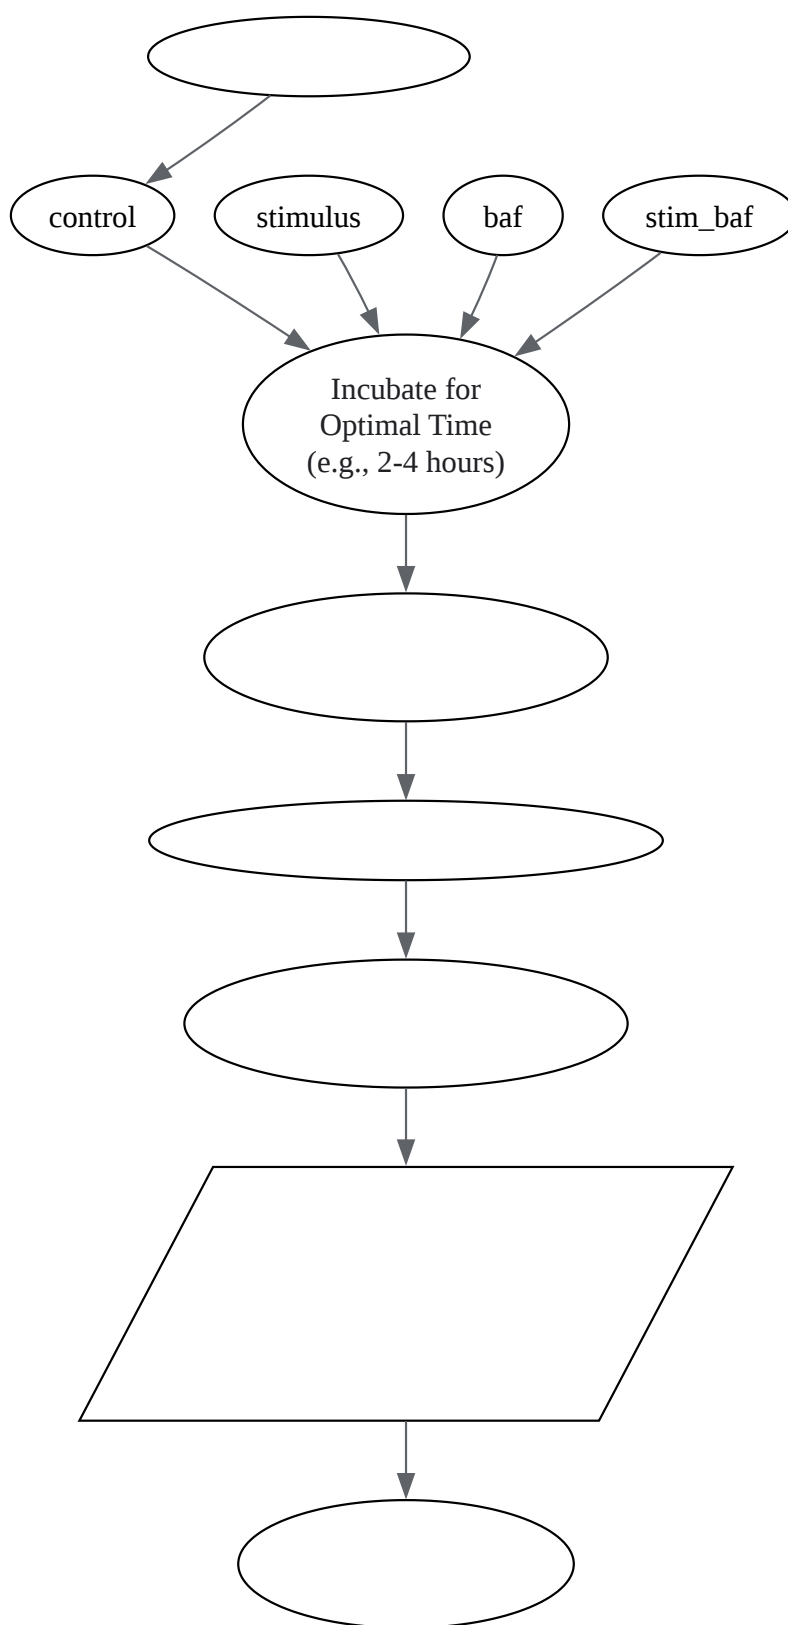 control
stimulus
baf
stim_baf
Incubate for
Optimal Time
(e.g., 2-4 hours)